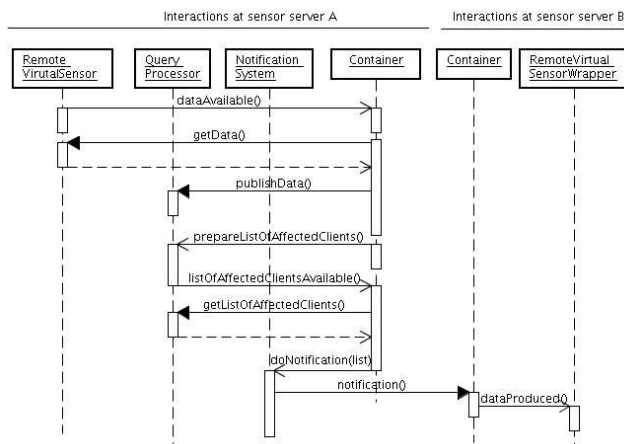 Interactions at sensor server A
Interactions at sensor server B
Remote
VirutalSensor
Query
Processor
Notification
System
Container
Container
RemoteVirtual
SensorWrapper
dataAvailable()
getData()
publishData()
prepareListOfAffectedClients()
listOfAffectedClientsAvailable()
getListOfAffectedClients()
doNotification(list)
notification()
dataProduced()